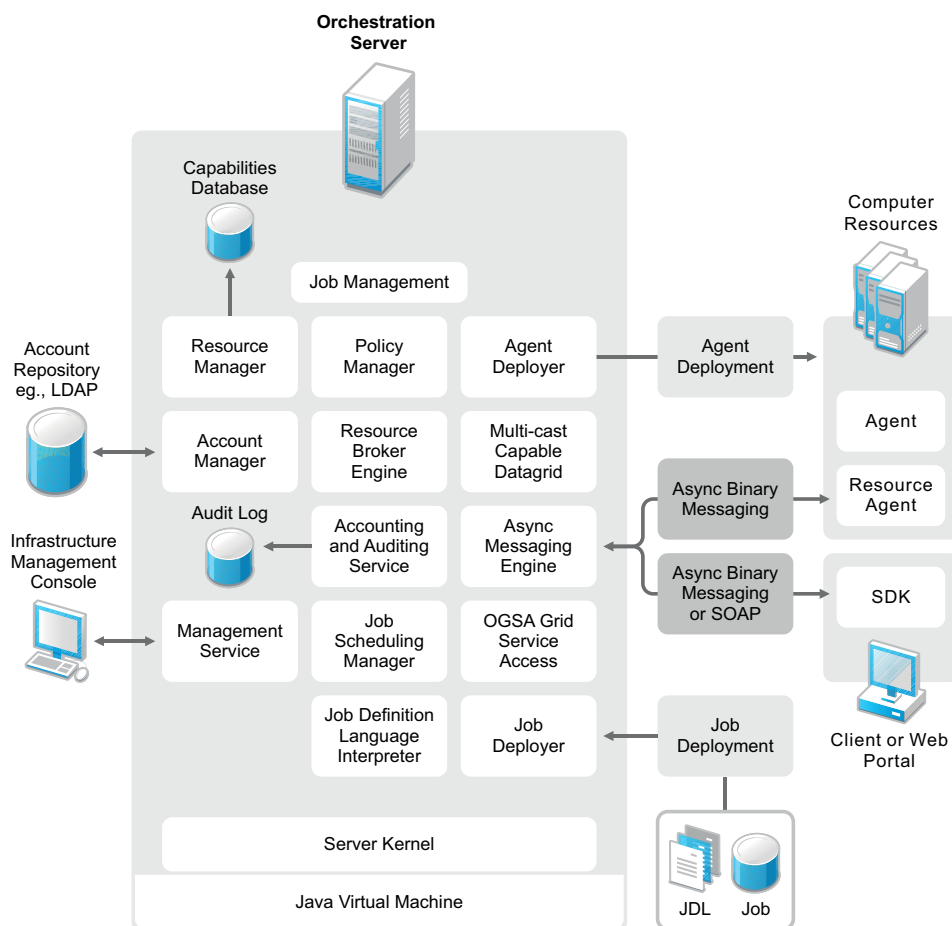 Orchestration
Server
Capabilities
Database
Computer
Resources
Job Management
Account
Repository
eg., LDAP
Resource
Manager
Policy
Manager
Agent
Deployer
Agent
Deployment
Agent
Account
Manager
Resource
Broker
Engine
Multi-cast
Capable
Datagrid
Async Binary
Messaging
Resource
Agent
Infrastructure
Management
Console
Audit Log
Accounting
and Auditing
Service
Async
Messaging
Engine
Async Binary
Messaging
or SOAP
SDK
Management
Service
Job
Scheduling
Manager
OGSA Grid
Service
Access
Job Definition
Language
Interpreter
Job
Deployer
Job
Deployment
Client or Web
Portal
Server Kernel
Java Virtual Machine
JDL
Job